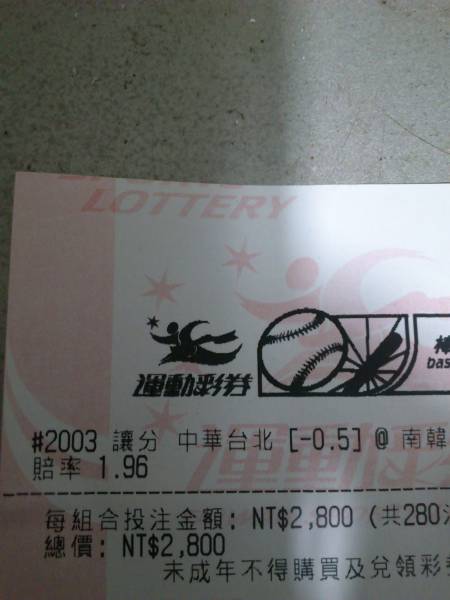 LOTTERY
運動彩券
#2003 讓分 中華台北 [-0.5] @ 南韓
賠率 1.96
每組合投注金額: NT$2,800 (共280
總價: NT$2,800
未成年不得購買及兌領彩